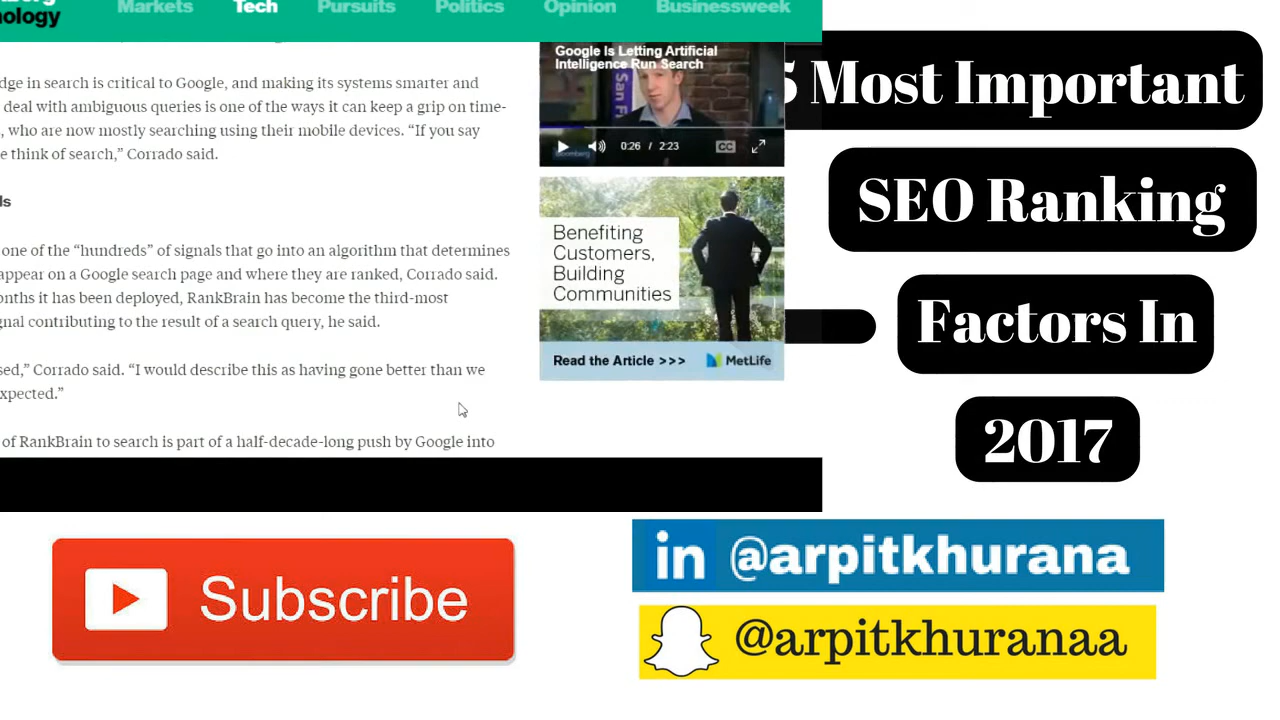 Markets Tech Pursuits Politics Opinion Businessweek
in search is critical to Google, and making its systems smarter and
deal with ambiguous queries is one of the ways it can keep a grip on time-
who are now mostly searching using their mobile devices. “If you say
think of search,” Corrado said.
one of the “hundreds” of signals that go into an algorithm that determines
appear on a Google search page and where they are ranked, Corrado said.
it has been deployed, RankBrain has become the third-most
contributing to the result of a search query, he said.
Corrado said. “I would describe this as having gone better than we
of RankBrain to search is part of a half-decade-long push by Google into
Google Is Letting Artificial
Intelligence Run Search
San F
0:26 / 2:23
CC
Benefiting
Customers,
Building
Communities
Read the Article >>>
MetLife
5 Most Important
SEO Ranking
Factors In
2017
Subscribe
in @arpitkhurana
@arpitkhuranaa